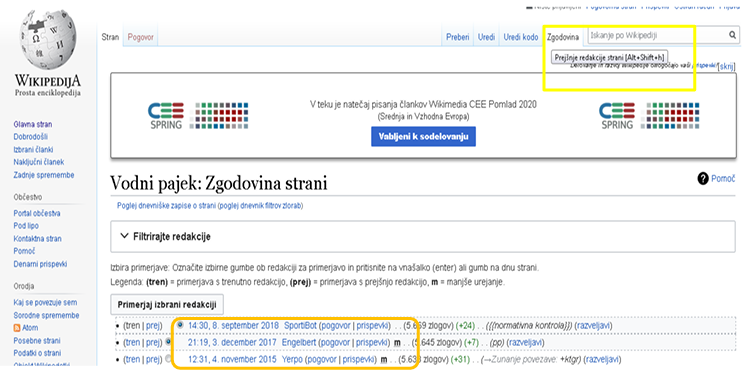 WIKIPEDIJA
Prosta enciklopedija
Glavna stran
Dobrodošli
Izbrani članki
Naključni članek
Zadnje spremembe
Občestvo
Portal občestva
Pod lipo
Kontaktna stran
Pomoč
Denarni prispevki
Orodja
Kaj se povezuje sem
Sorodne spremembe
Atom
Posebne strani
Podatki o strani
Stran Pogovor
Preberi Uredi Uredi kodo Zgodovina Iskanje po Wikipediji
Prejšnje redakcije strani [Alt+Shift+h]
[skrij]
CEE SPRING
V teku je natečaj pisanja člankov Wikimedia CEE Pomlad 2020
(Srednja in Vzhodna Evropa)
Vabljeni k sodelovanju
CEE SPRING
Vodni pajek: Zgodovina strani
Pomoč
Poglej dnevniške zapise o strani (poglej dnevnik filtrov zlorab)
Filtrirajte redakcije
Izbira primerjave: Označite izbirne gumbe ob redakciji za primerjavo in pritisnite na vnašalko (enter) ali gumb na dnu strani.
Legenda: (tren) = primerjava s trenutno redakcijo, (prej) = primerjava s prejšnjo redakcijo, m = manjše urejanje.
Primerjaj izbrani redakciji
(tren | prej) 14:30, 8. september 2018 SportiBot (pogovor | prispevki) . . (5.669 zlogov) (+24) . . ({{normativna kontrola}}) (razveljavi)
(tren | prej) 21:19, 3. december 2017 Engelbert (pogovor | prispevki) m . . (5.645 zlogov) (+7) . . (pp) (razveljavi)
(tren | prej) 12:31, 4. november 2015 Yerpo (pogovor | prispevki) m . . (5.638 zlogov) (+31) . . (→Zunanje povezave: +ktgr) (razveljavi)